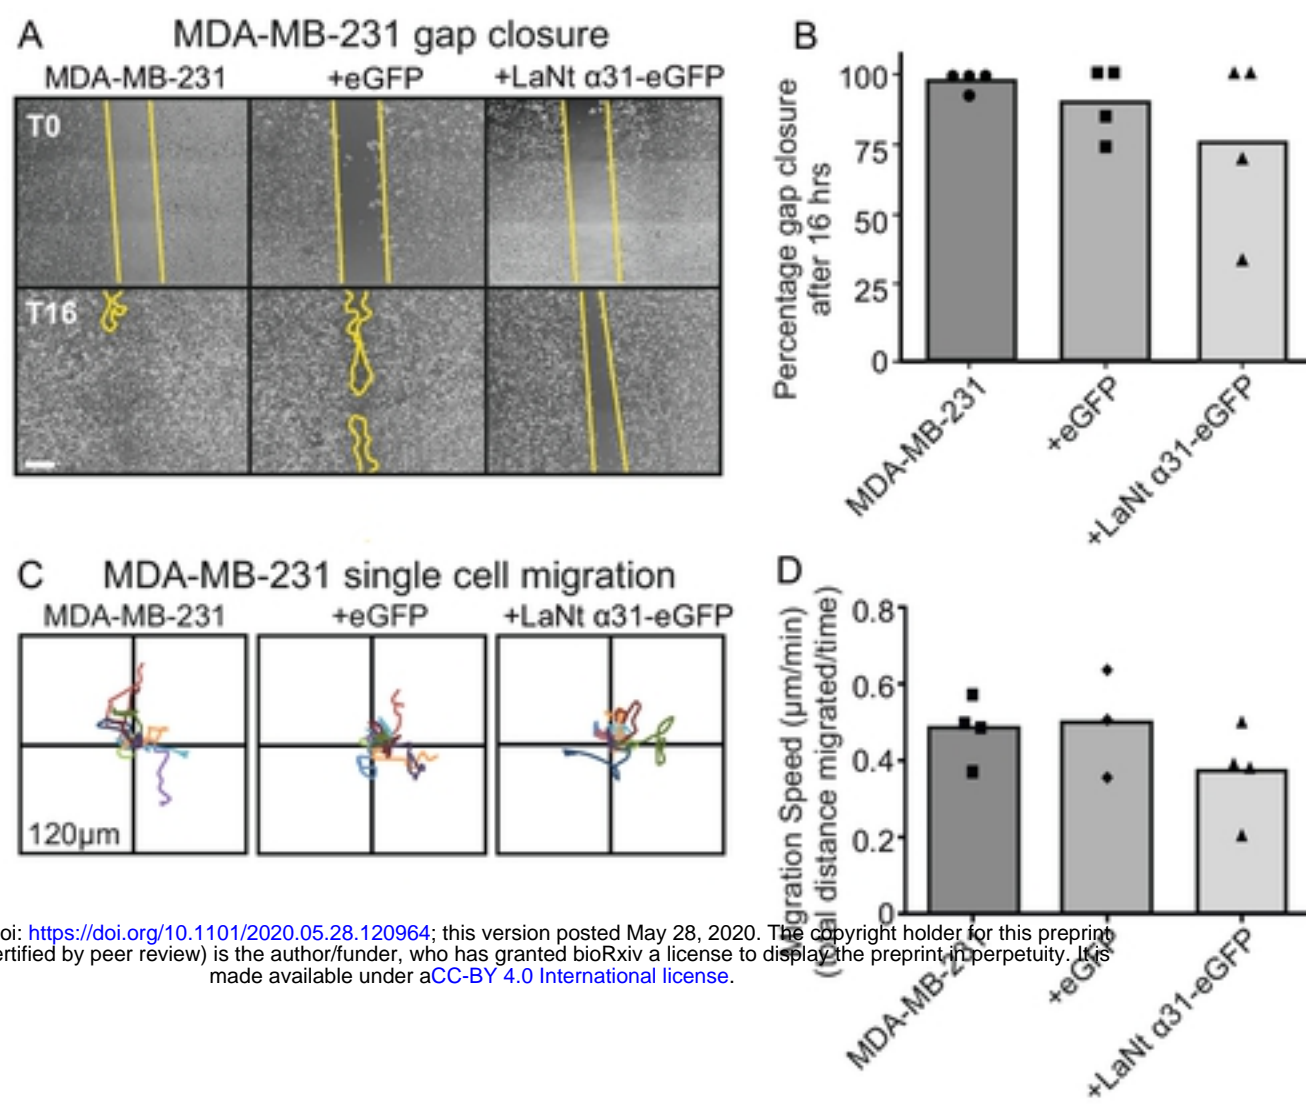 A
MDA-MB-231 gap closure
MDA-MB-231
+eGFP
+LaNt α31-eGFP
T0
T16
B
Percentage gap closure
after 16 hrs
100
75
50
25
0
MDA-MB-231
+eGFP
+LaNt α31-eGFP
C
MDA-MB-231 single cell migration
MDA-MB-231
+eGFP
+LaNt α31-eGFP
120µm
D
Migration Speed (µm/min)
(total distance migrated/time)
0.8
0.6
0.4
0.2
0
MDA-MB-231
+eGFP
+LaNt α31-eGFP
oi: https://doi.org/10.1101/2020.05.28.120964; this version posted May 28, 2020. The copyright holder for this preprint
ertified by peer review) is the author/funder, who has granted bioRxiv a license to display the preprint in perpetuity. It is
made available under aCC-BY 4.0 International license.